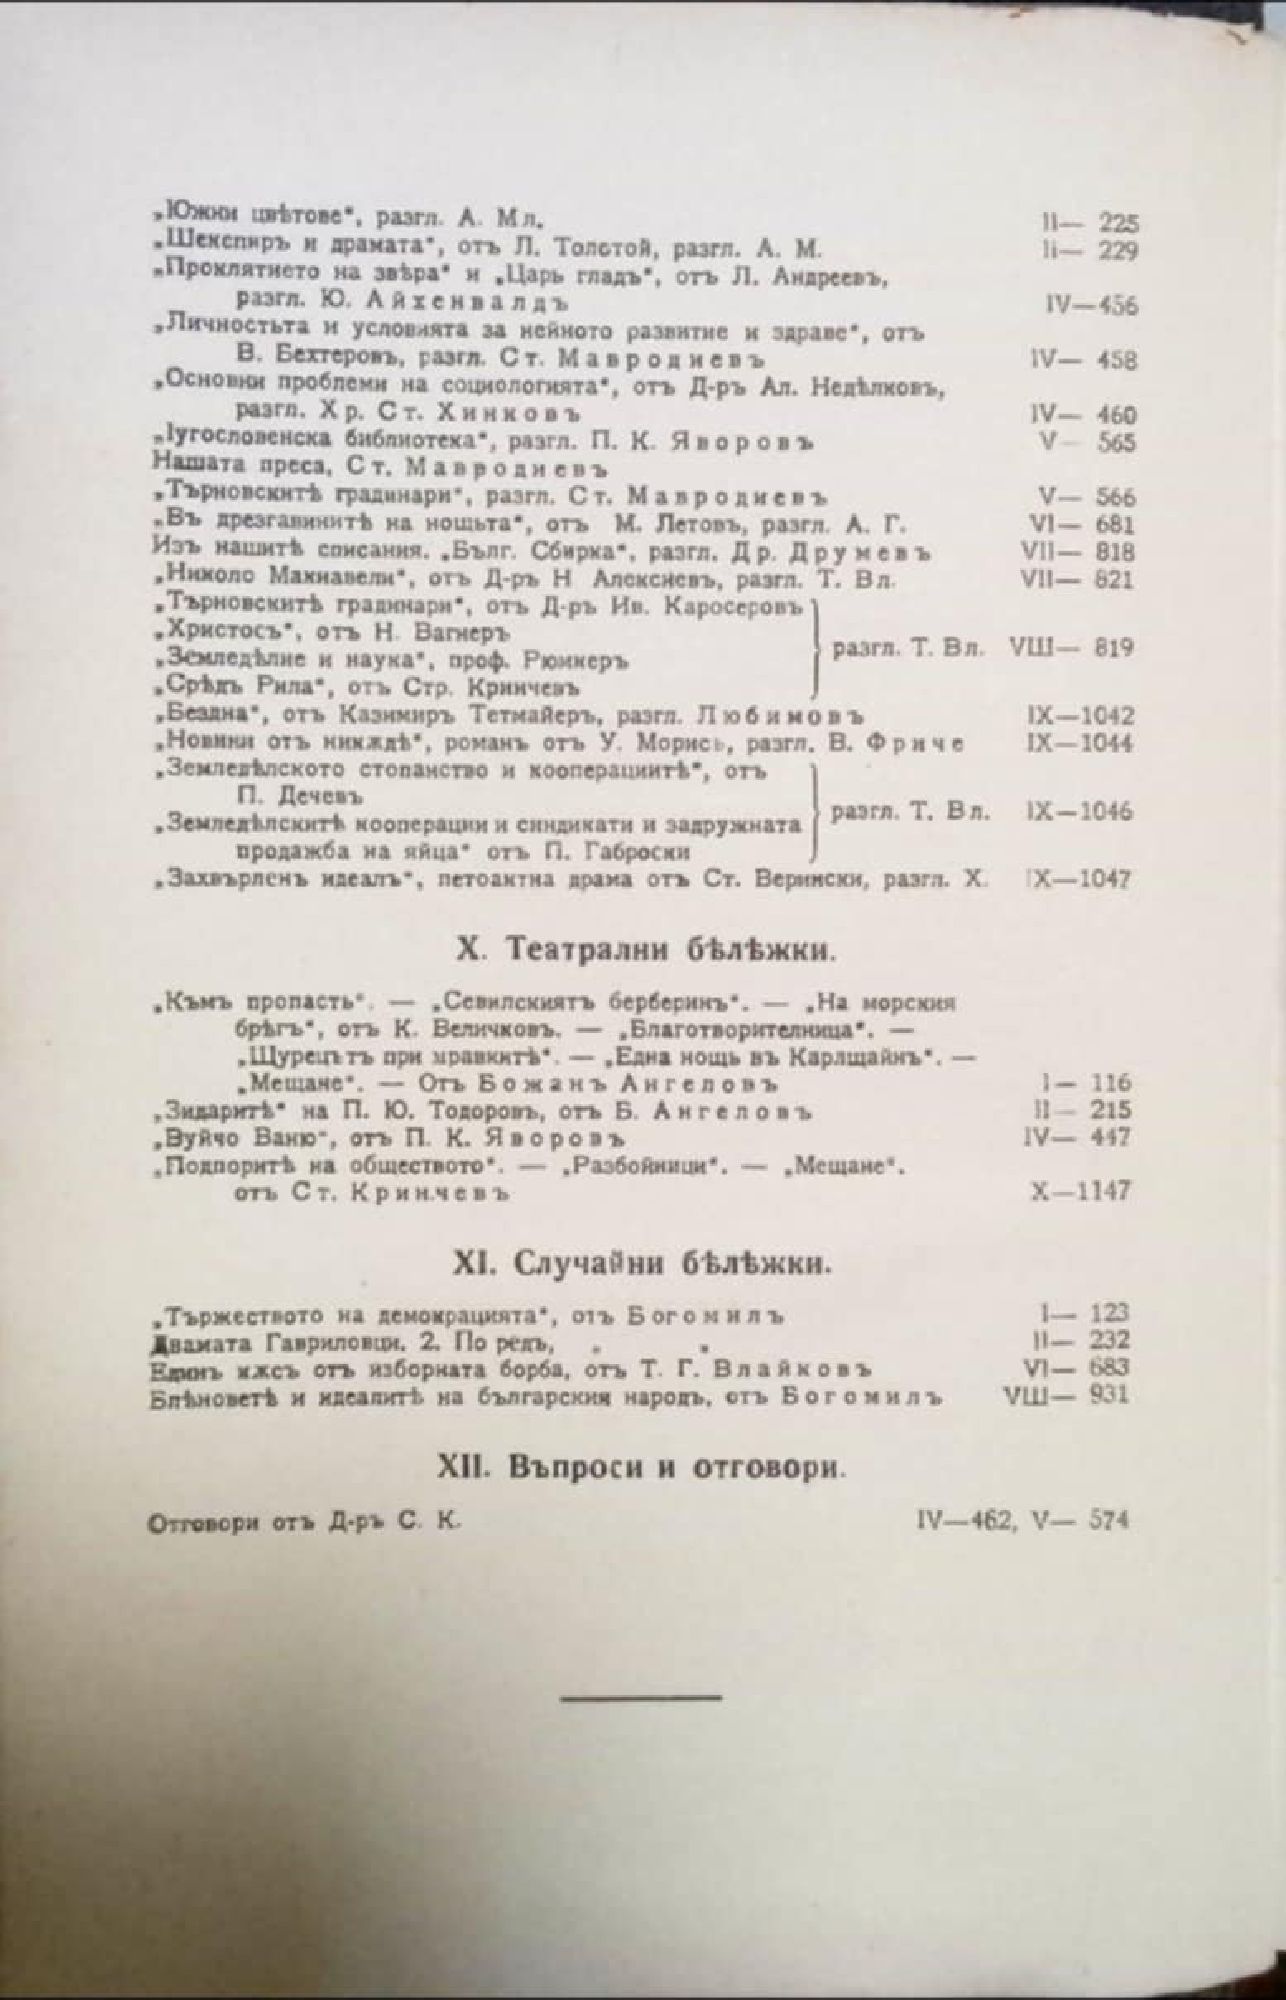 „Южни цвѣтове“, разгл. А. Мл. II— 225
„Шекспиръ и драмата“, отъ Л. Толстой, разгл. А. М. II— 229
„Проклятието на звѣра“ и „Царь гладъ“, отъ Л. Андреевъ,
разгл. Ю. Айхенвалдъ IV—456
„Личностьта и условията за нейното развитие и здраве“, отъ
В. Бехтеровъ, разгл. Ст. Мавродиевъ IV— 458
„Основни проблеми на социологията“, отъ Д-ръ Ал. Недѣлковъ,
разгл. Хр. Ст. Хинковъ IV— 460
„Југословенска библиотека“, разгл. П. К. Яворовъ V— 565
Нашата преса, Ст. Мавродиевъ
„Търновскитѣ градинари“, разгл. Ст. Мавродиевъ V— 566
„Въ дрезгавинитѣ на нощьта“, отъ М. Летовъ, разгл. А. Г. VI— 681
Изъ нашитѣ списания. „Бълг. Сбирка“, разгл. Др. Друмевъ VII— 818
„Николо Макиавели“, отъ Д-ръ Н Алексиевъ, разгл. Т. Вл. VII— 821
„Търновскитѣ градинари“, отъ Д-ръ Ив. Каросеровъ
„Христосъ“, отъ Н. Вагнеръ
„Земледѣлие и наука“, проф. Рюмкеръ
„Срѣдъ Рила“, отъ Стр. Кринчевъ
разгл. Т. Вл. VIII— 819
„Бездна“, отъ Казимиръ Тетмайеръ, разгл. Любимовъ IX—1042
„Новини отъ никждѣ“, романъ отъ У. Морисъ, разгл. В. Фриче IX—1044
„Земледѣлското стопанство и кооперациитѣ“, отъ
П. Дечевъ
„Земледѣлскитѣ кооперации и синдикати и задружната
продажба на яйца“ отъ П. Габроски
разгл. Т. Вл. IX—1046
„Захвърленъ идеалъ“, петоактна драма отъ Ст. Верински, разгл. Х. IX—1047
X. Театрални бѣлѣжки.
„Къмъ пропасть“. — „Севилскиятъ берберинъ“. — „На морския
брѣгъ“, отъ К. Величковъ. — „Благотворителница“. —
„Щурецътъ при мравкитѣ“. — „Една нощь въ Карлщайнъ“. —
„Мещане“. — Отъ Божанъ Ангеловъ I— 116
„Зидаритѣ“ на П. Ю. Тодоровъ, отъ Б. Ангеловъ II— 215
„Вуйчо Ваню“, отъ П. К. Яворовъ IV— 447
„Подпоритѣ на обществото“. — „Разбойници“. — „Мещане“.
отъ Ст. Кринчевъ X—1147
XI. Случайни бѣлѣжки.
„Тържеството на демокрацията“, отъ Богомилъ I— 123
Двамата Гавриловци. 2. По редъ, „ „ II— 232
Единъ жжсъ отъ изборната борба, отъ Т. Г. Влайковъ VI— 683
Блѣноветѣ и идеалитѣ на българския народъ, отъ Богомилъ VIII— 931
XII. Въпроси и отговори.
Отговори отъ Д-ръ С. К. IV—462, V— 574